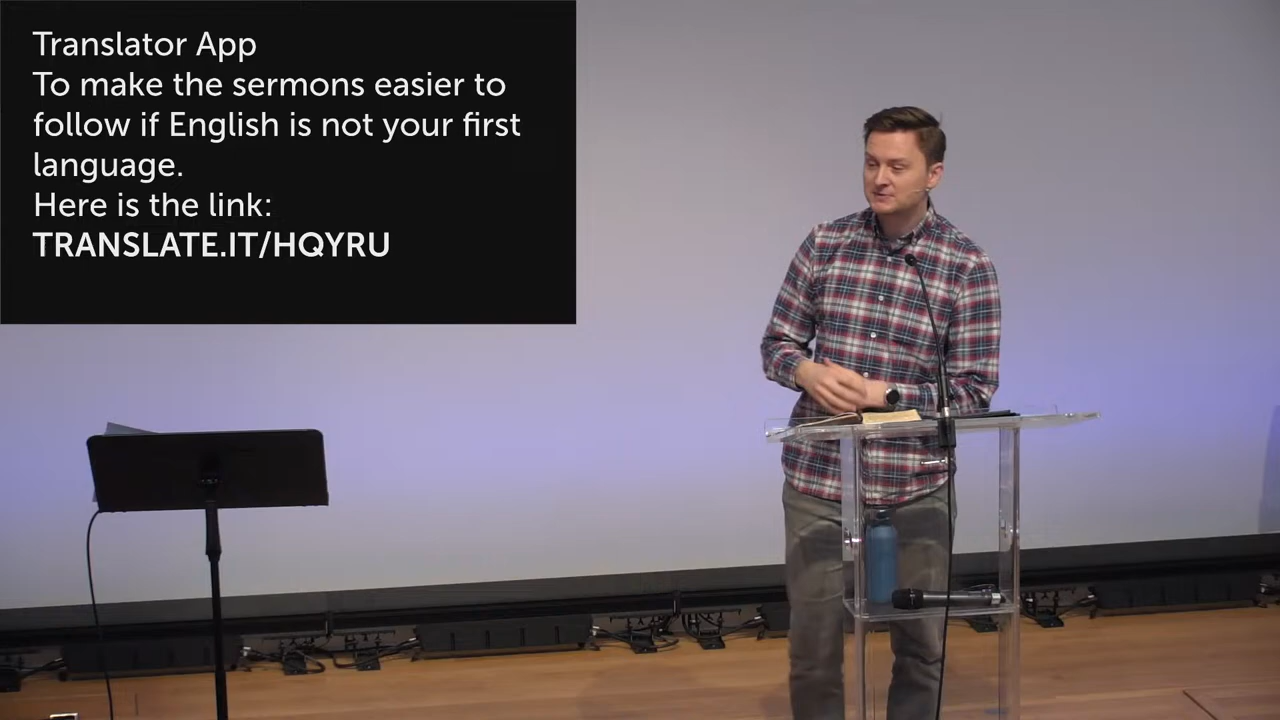 Translator App
To make the sermons easier to
follow if English is not your first
language.
Here is the link:
TRANSLATE.IT/HQYRU